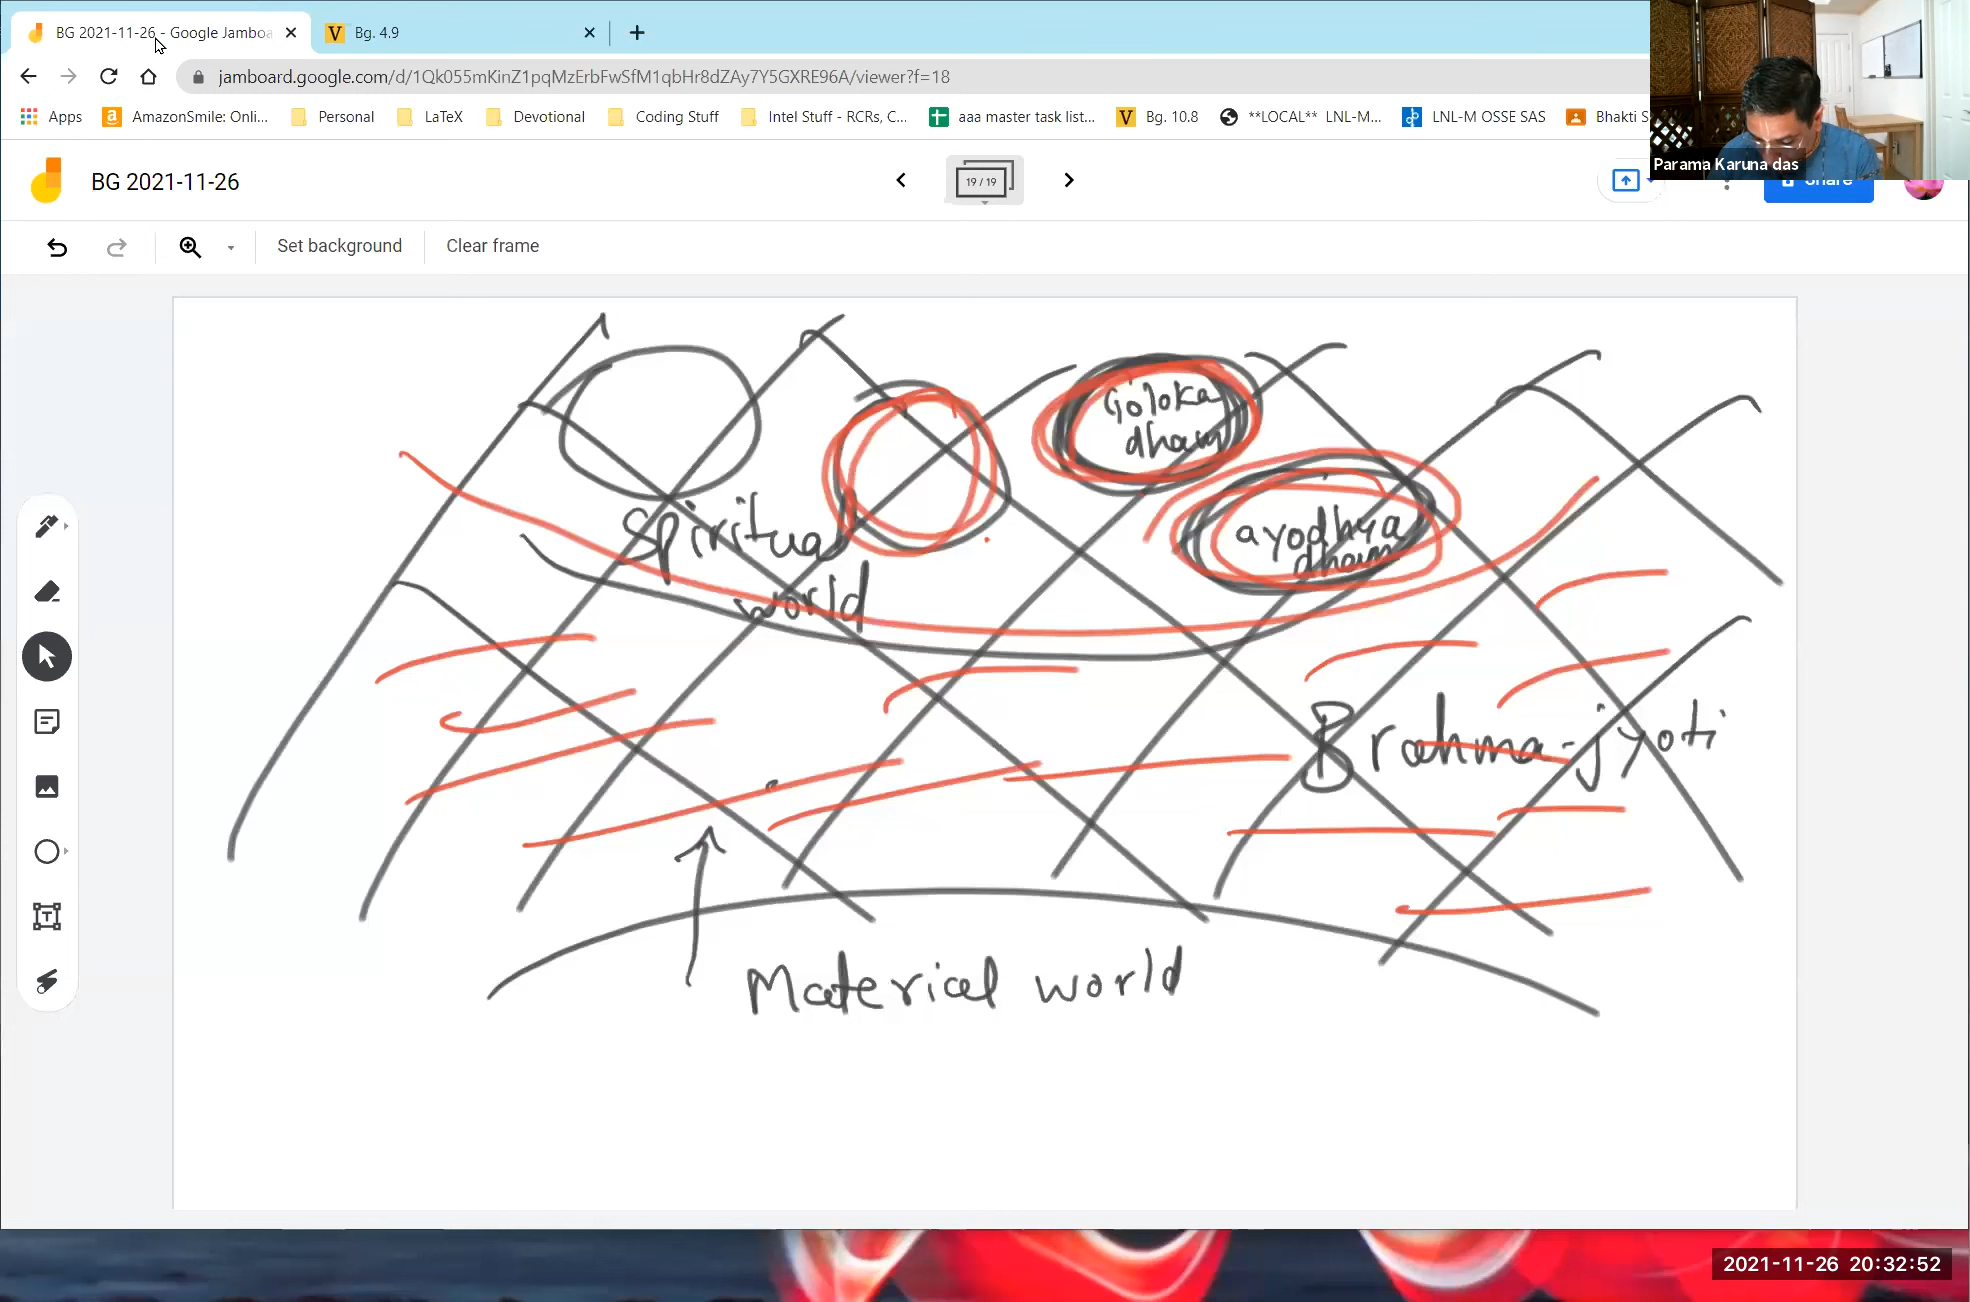 BG 2021-11-26 - Google Jamboa
Bg. 4.9
jamboard.google.com/d/1Qk055mKinZ1pqMzErbFwSfM1qbHr8dZAy7Y5GXRE96A/viewer?f=18
Apps
AmazonSmile: Onli...
Personal
LaTeX
Devotional
Coding Stuff
Intel Stuff - RCRs, C...
aaa master task list...
Bg. 10.8
**LOCAL** LNL-M...
LNL-M OSSE SAS
Bhakti S
Parama Karuna das
BG 2021-11-26
19 / 19
Share
Set background
Clear frame
Goloka
dham
Spiritual
world
ayodhya
dham
Brahma-jyoti
Material world
2021-11-26 20:32:52